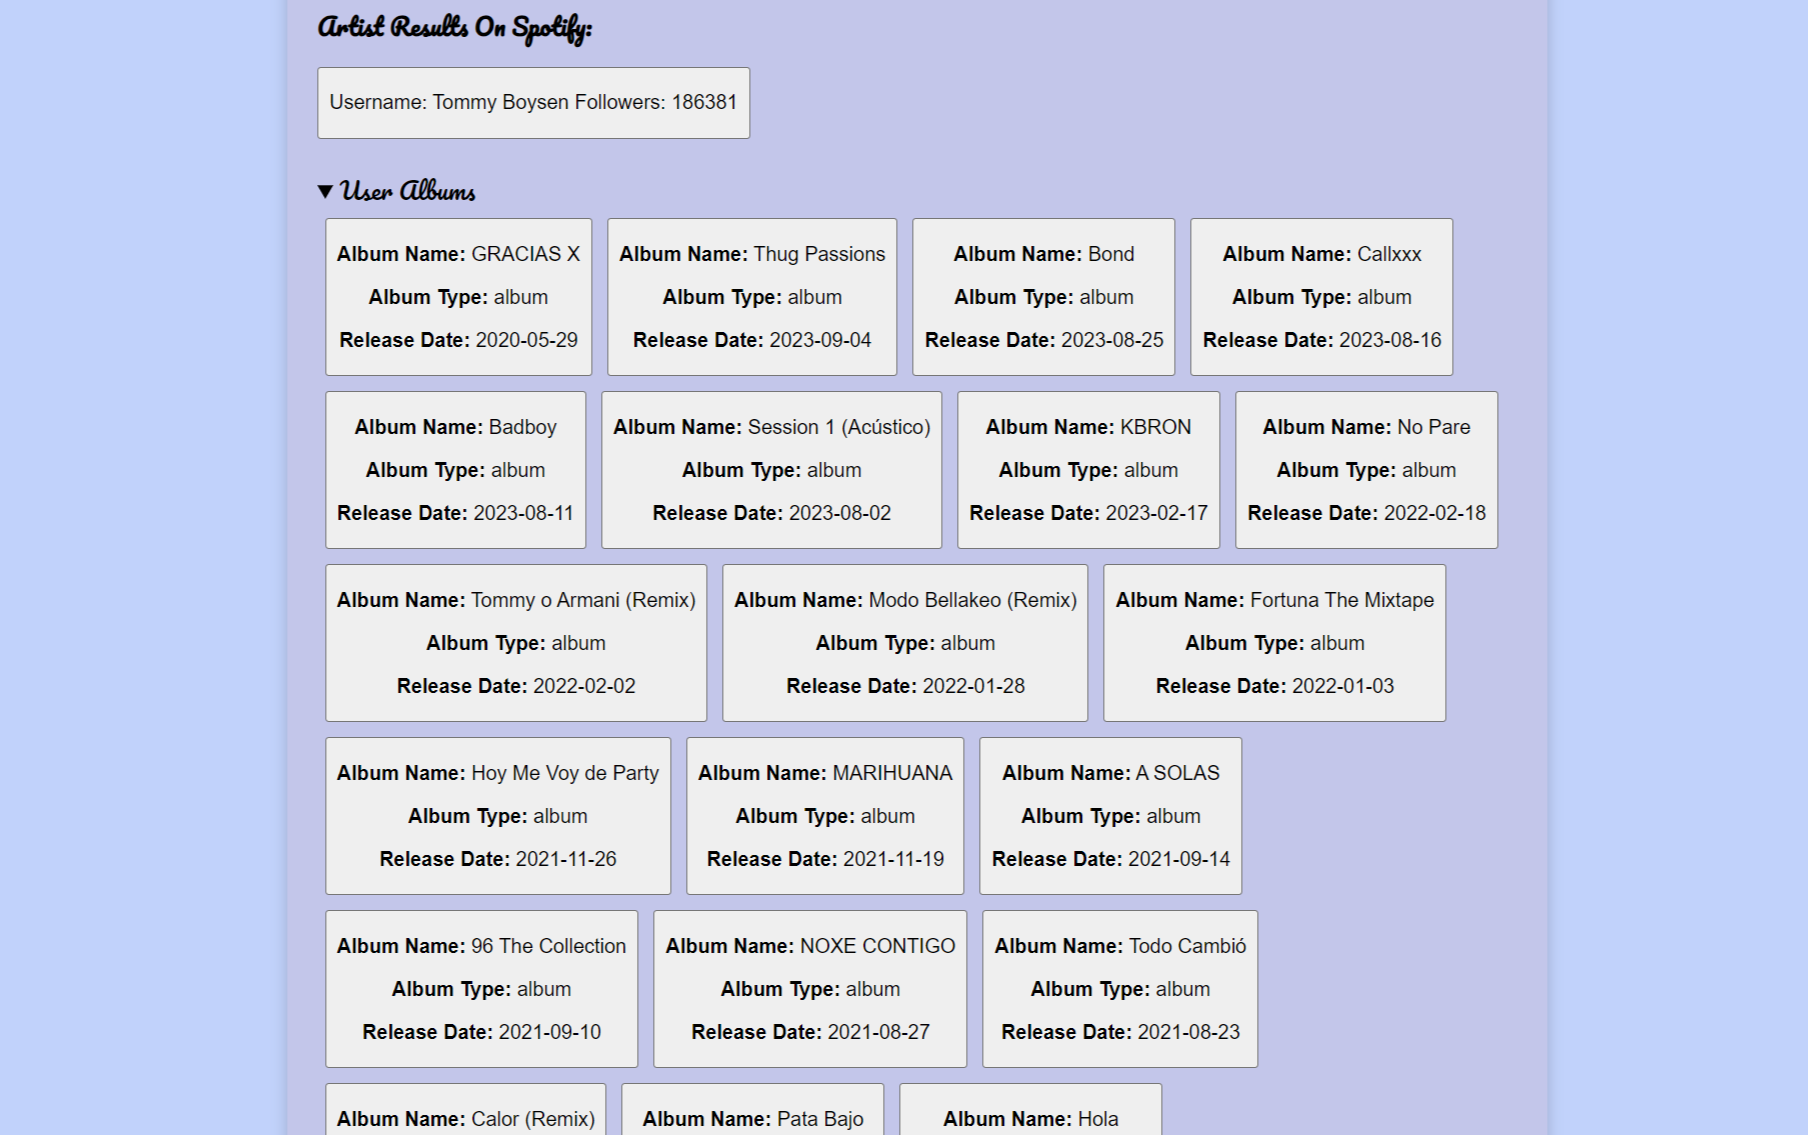 Artist Results On Spotify:
Username: Tommy Boysen Followers: 186381
User Albums
Album Name: GRACIAS X
Album Type: album
Release Date: 2020-05-29
Album Name: Thug Passions
Album Type: album
Release Date: 2023-09-04
Album Name: Bond
Album Type: album
Release Date: 2023-08-25
Album Name: Callxxx
Album Type: album
Release Date: 2023-08-16
Album Name: Badboy
Album Type: album
Release Date: 2023-08-11
Album Name: Session 1 (Acústico)
Album Type: album
Release Date: 2023-08-02
Album Name: KBRON
Album Type: album
Release Date: 2023-02-17
Album Name: No Pare
Album Type: album
Release Date: 2022-02-18
Album Name: Tommy o Armani (Remix)
Album Type: album
Release Date: 2022-02-02
Album Name: Modo Bellakeo (Remix)
Album Type: album
Release Date: 2022-01-28
Album Name: Fortuna The Mixtape
Album Type: album
Release Date: 2022-01-03
Album Name: Hoy Me Voy de Party
Album Type: album
Release Date: 2021-11-26
Album Name: MARIHUANA
Album Type: album
Release Date: 2021-11-19
Album Name: A SOLAS
Album Type: album
Release Date: 2021-09-14
Album Name: 96 The Collection
Album Type: album
Release Date: 2021-09-10
Album Name: NOXE CONTIGO
Album Type: album
Release Date: 2021-08-27
Album Name: Todo Cambió
Album Type: album
Release Date: 2021-08-23
Album Name: Calor (Remix)
Album Name: Pata Bajo
Album Name: Hola